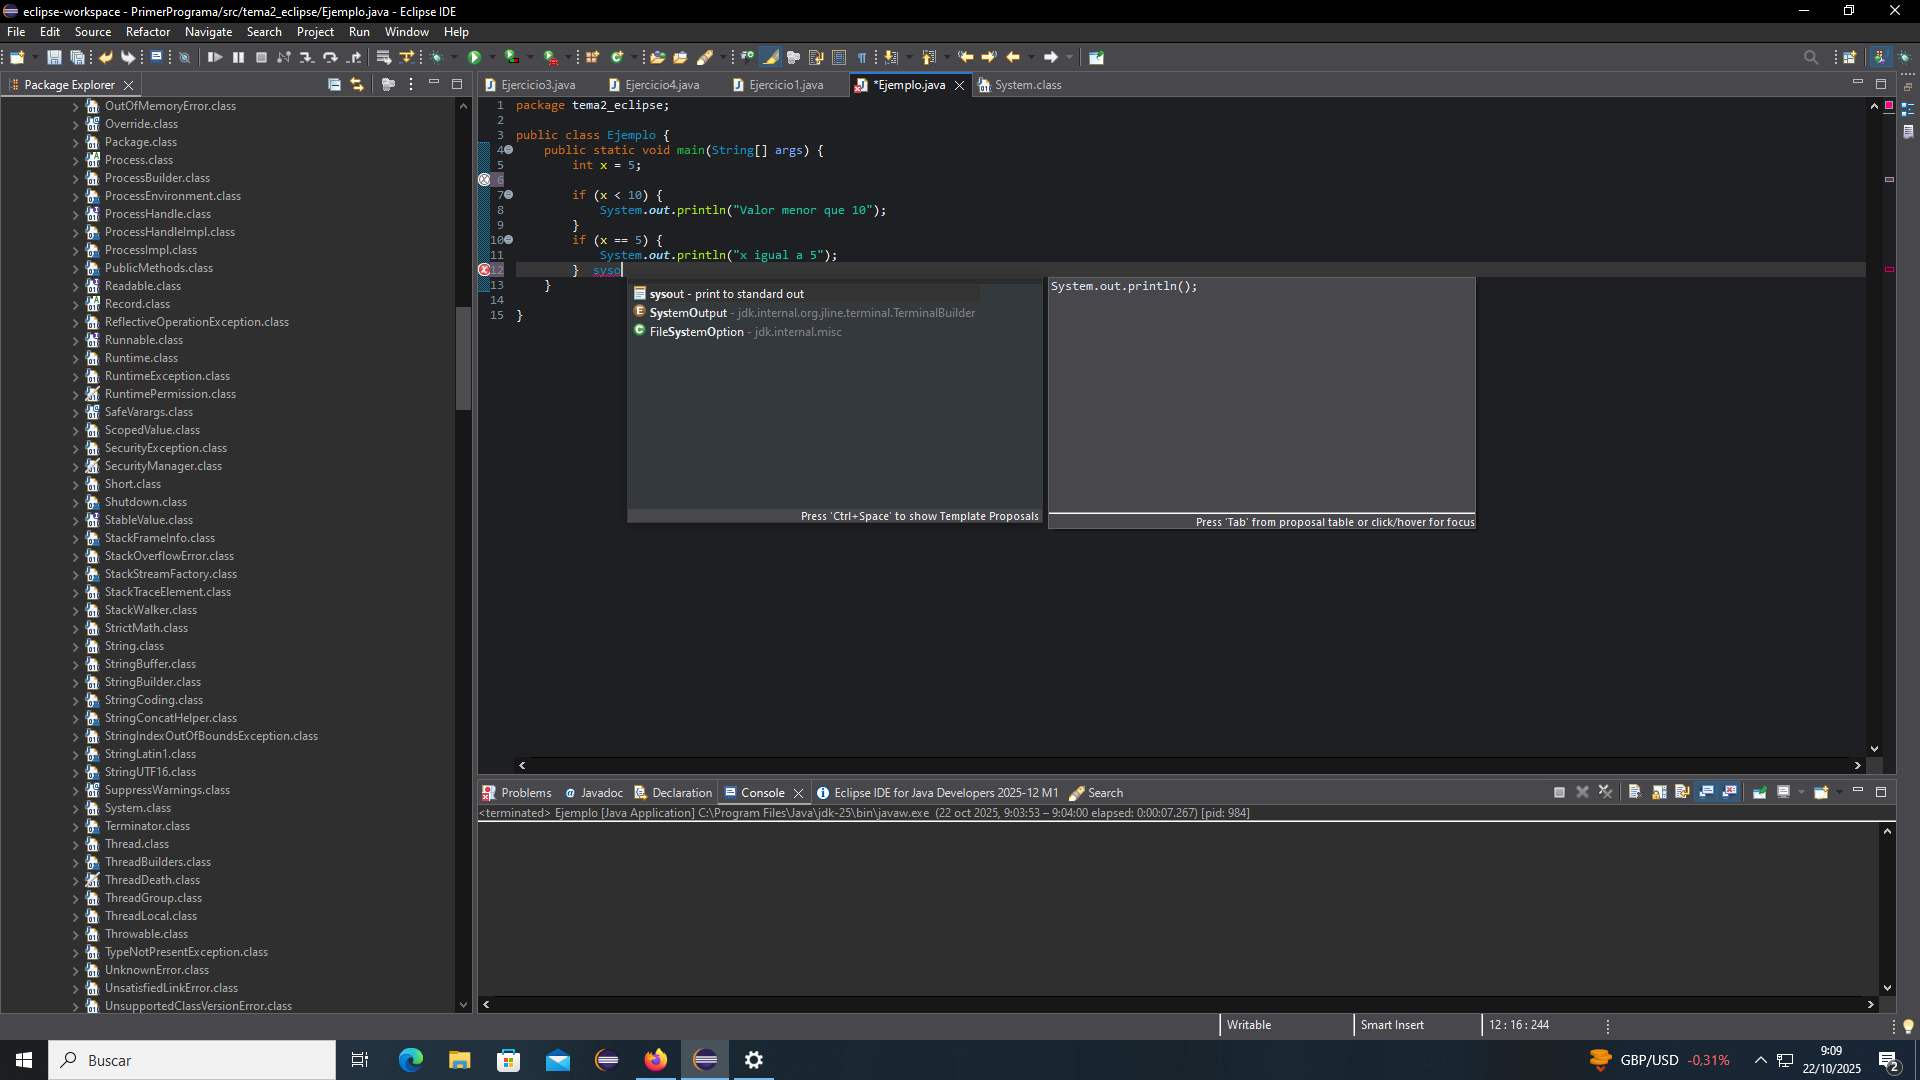 eclipse-workspace - PrimerPrograma/src/tema2_eclipse/Ejemplo.java - Eclipse IDE
File Edit Source Refactor Navigate Search Project Run Window Help
Package Explorer
OutOfMemoryError.class
Override.class
Package.class
Process.class
ProcessBuilder.class
ProcessEnvironment.class
ProcessHandle.class
ProcessHandleImpl.class
ProcessImpl.class
PublicMethods.class
Readable.class
Record.class
ReflectiveOperationException.class
Runnable.class
Runtime.class
RuntimeException.class
RuntimePermission.class
SafeVarargs.class
ScopedValue.class
SecurityException.class
SecurityManager.class
Short.class
Shutdown.class
StableValue.class
StackFrameInfo.class
StackOverflowError.class
StackStreamFactory.class
StackTraceElement.class
StackWalker.class
StrictMath.class
String.class
StringBuffer.class
StringBuilder.class
StringCoding.class
StringConcatHelper.class
StringIndexOutOfBoundsException.class
StringLatin1.class
StringUTF16.class
SuppressWarnings.class
System.class
Terminator.class
Thread.class
ThreadBuilders.class
ThreadDeath.class
ThreadGroup.class
ThreadLocal.class
Throwable.class
TypeNotPresentException.class
UnknownError.class
UnsatisfiedLinkError.class
UnsupportedClassVersionError.class
Ejercicio3.java Ejercicio4.java Ejercicio1.java *Ejemplo.java System.class
1 package tema2_eclipse;
2
3 public class Ejemplo {
4 public static void main(String[] args) {
5 int x = 5;
6
7 if (x < 10) {
8 System.out.println("Valor menor que 10");
9 }
10 if (x == 5) {
11 System.out.println("x igual a 5");
12 } syso
13 }
14
15 }
sysout - print to standard out
SystemOutput - jdk.internal.org.jline.terminal.TerminalBuilder
FileSystemOption - jdk.internal.misc
Press 'Ctrl+Space' to show Template Proposals
System.out.println();
Press 'Tab' from proposal table or click/hover for focus
Problems Javadoc Declaration Console Eclipse IDE for Java Developers 2025-12 M1 Search
<terminated> Ejemplo [Java Application] C:\Program Files\Java\jdk-25\bin\javaw.exe (22 oct 2025, 9:03:53 – 9:04:00 elapsed: 0:00:07.267) [pid: 984]
Writable Smart Insert 12 : 16 : 244
Buscar
GBP/USD -0,31%
9:09
22/10/2025
2